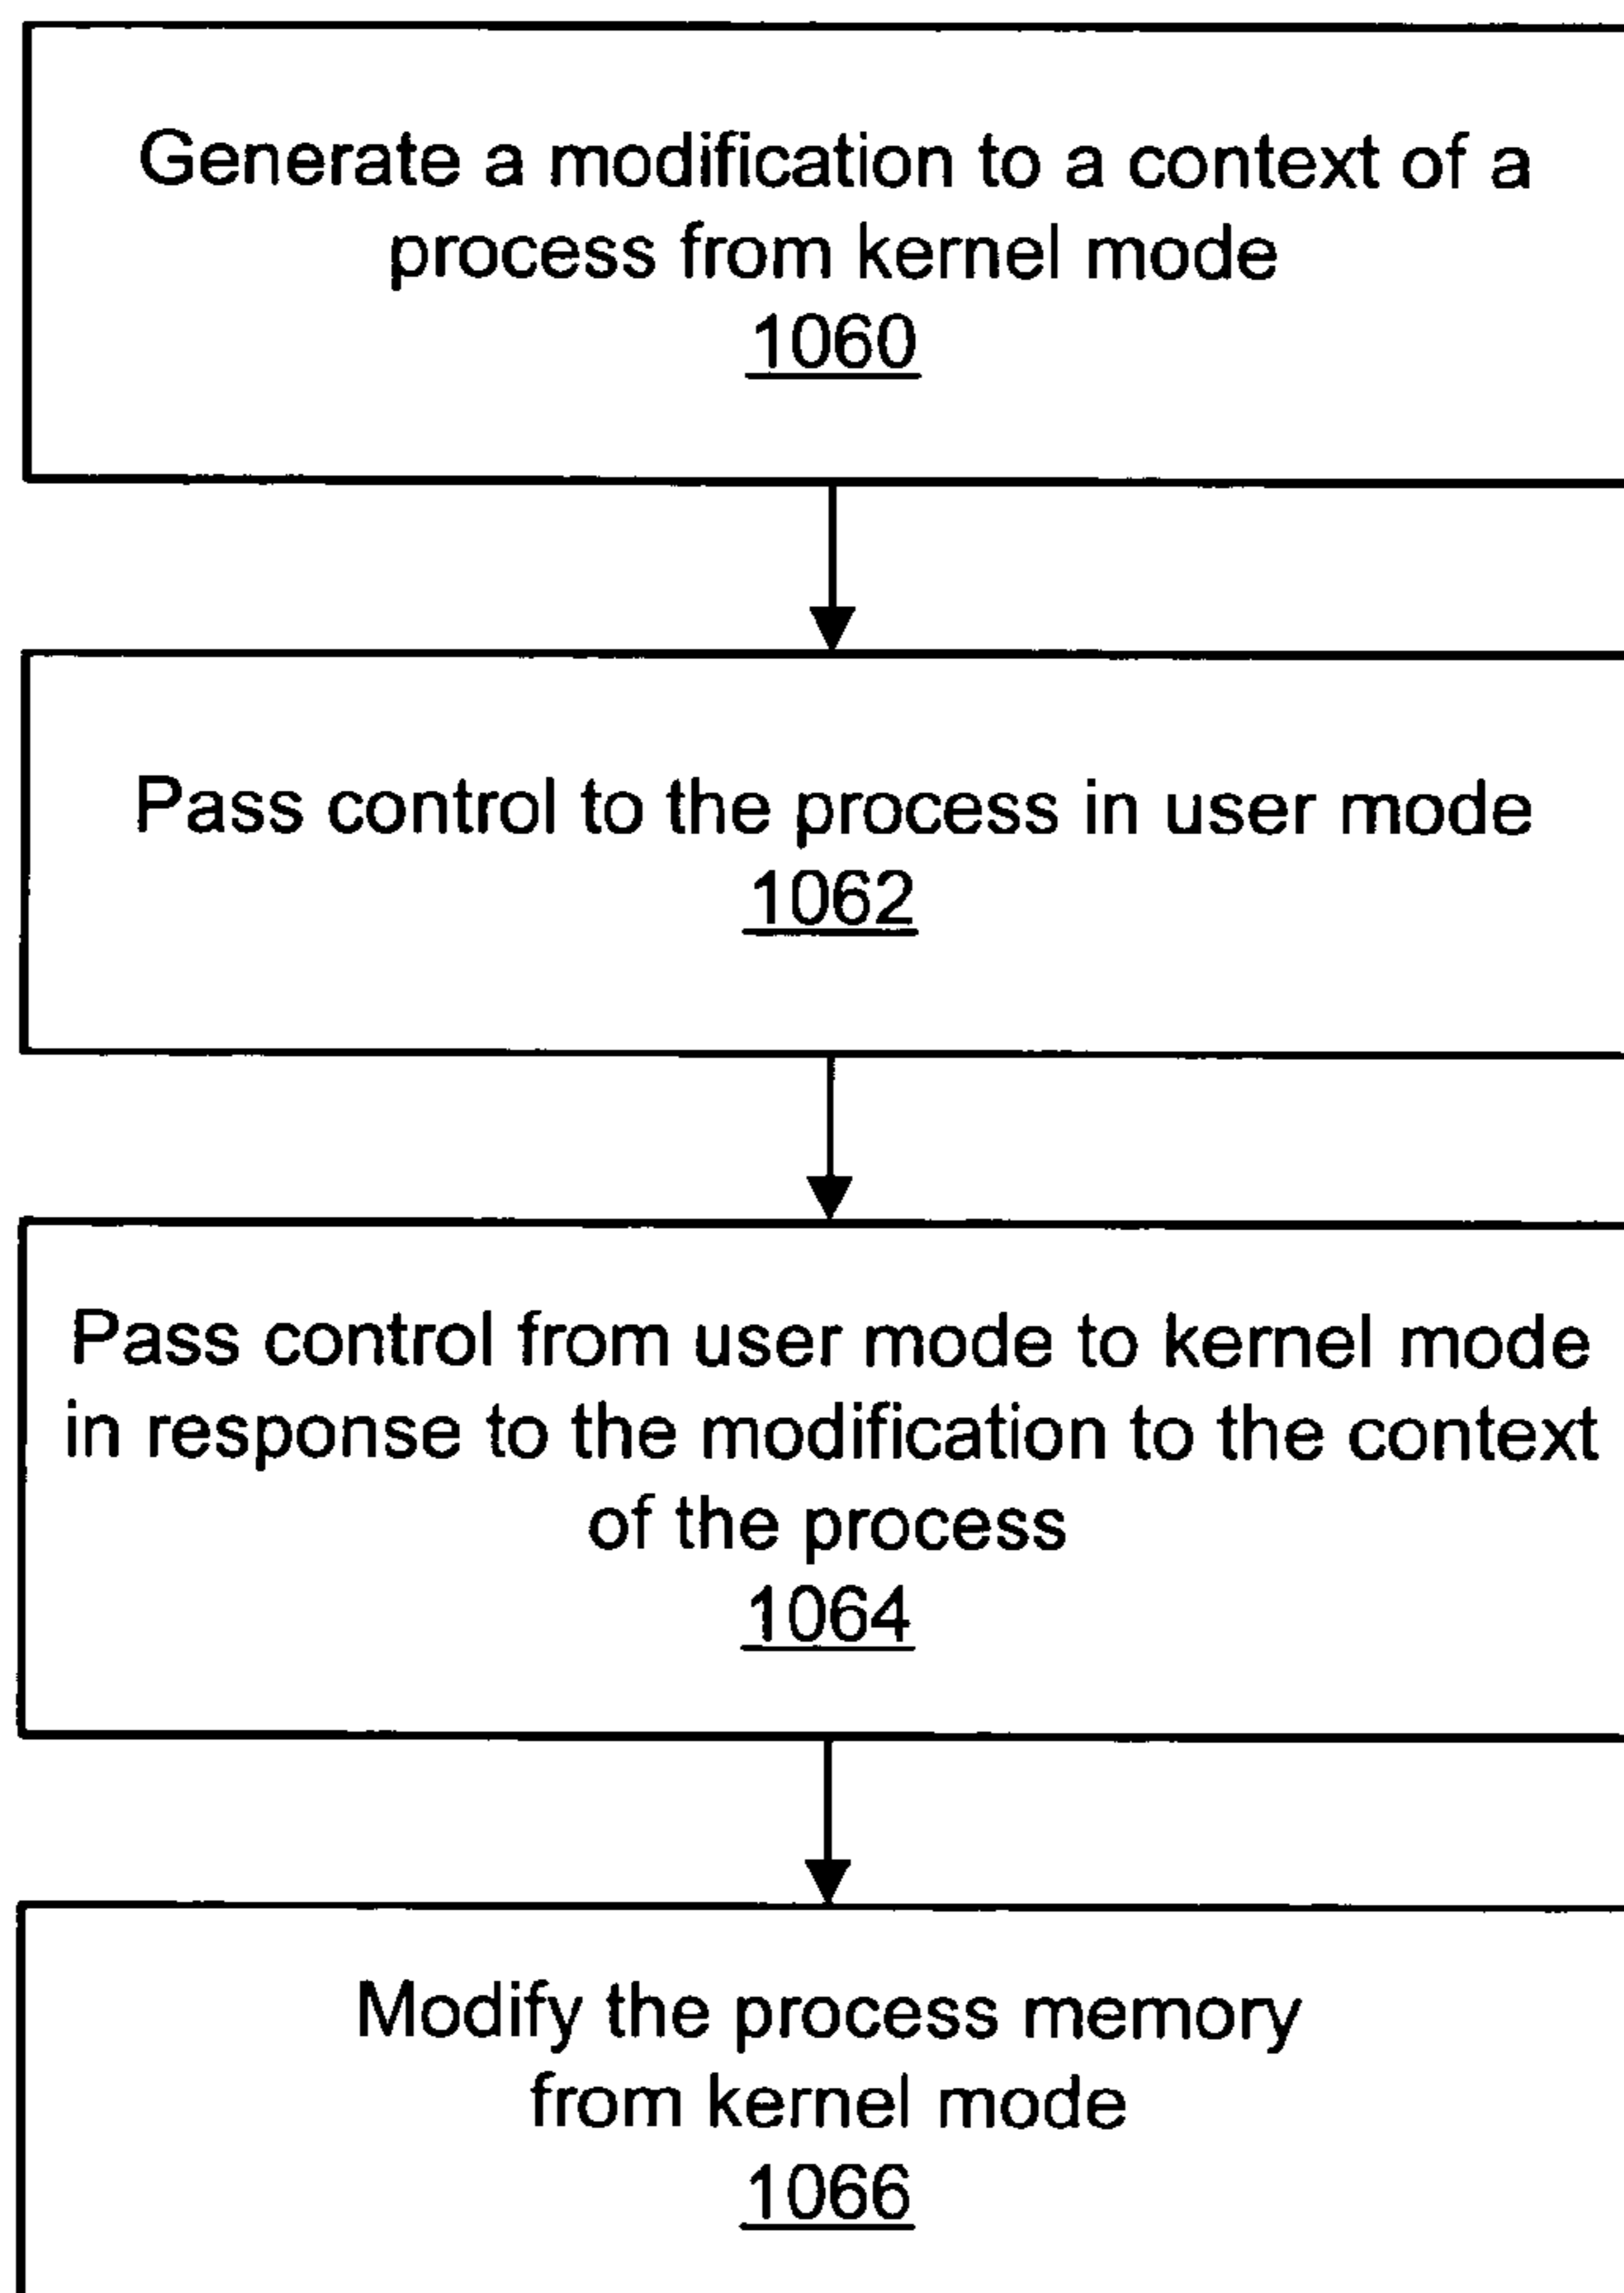 Generate a modification to a context of a
process from kernel mode
1060
Pass control to the process in user mode
1062
Pass control from user mode to kernel mode
in response to the modification to the context
of the process
1064
Modify the process memory
from kernel mode
1066